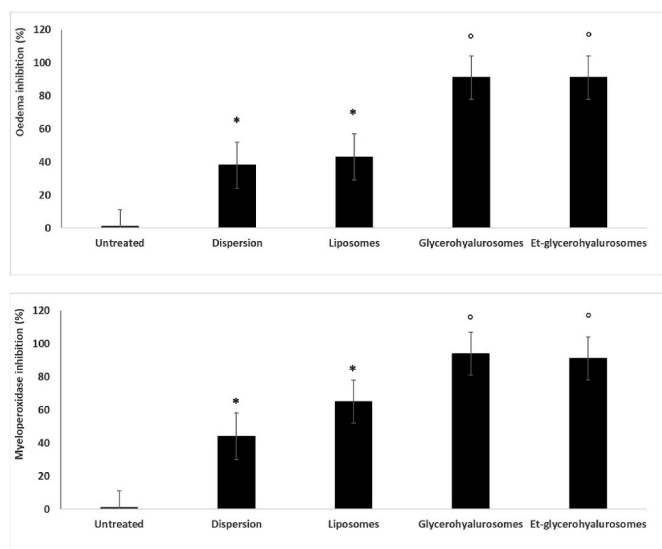 Oedema inhibition (%)
120
100
80
60
40
20
0
* * ° °
Untreated Dispersion Liposomes Glycerohyalurosomes Et-glycerohyalurosomes
Myeloperoxidase inhibition (%)
120
100
80
60
40
20
0
* * ° °
Untreated Dispersion Liposomes Glycerohyalurosomes Et-glycerohyalurosomes